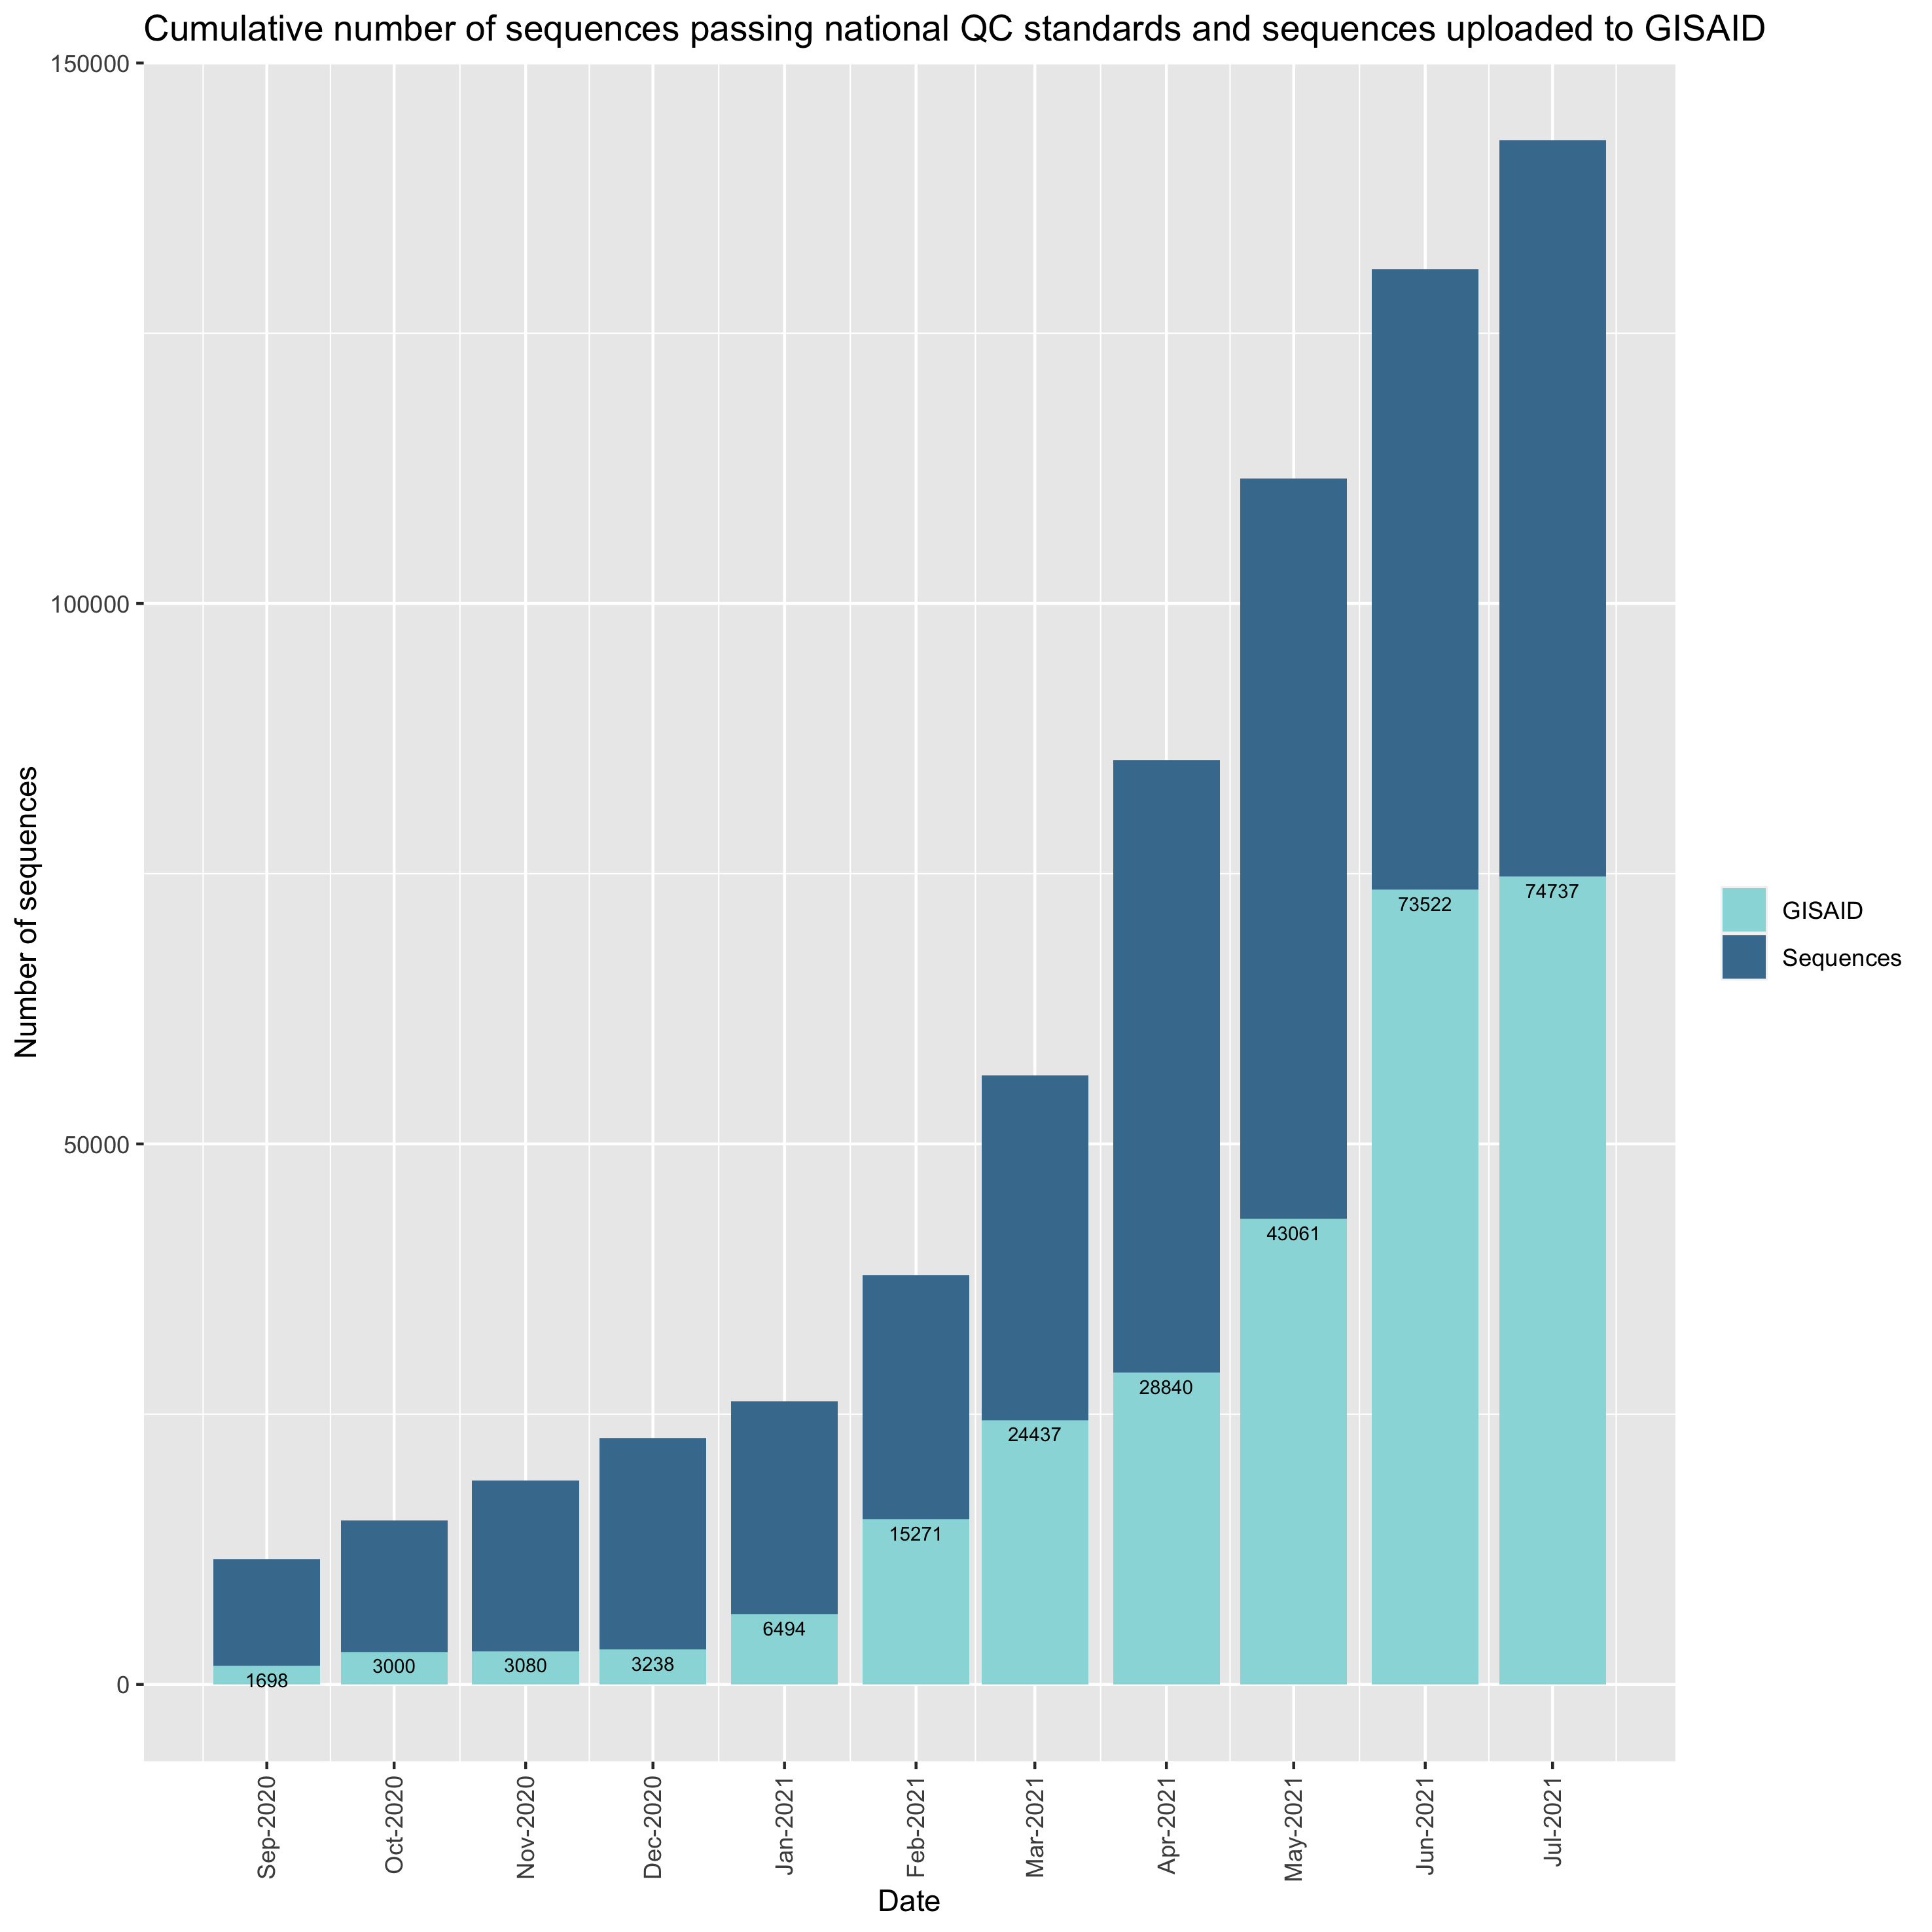 Cumulative number of sequences passing national QC standards and sequences uploaded to GISAID
150000
100000
50000
0
Number of sequences
1698
3000
3080
3238
6494
15271
24437
28840
43061
73522
74737
GISAID
Sequences
Sep-2020
Oct-2020
Nov-2020
Dec-2020
Jan-2021
Feb-2021
Mar-2021
Apr-2021
May-2021
Jun-2021
Jul-2021
Date